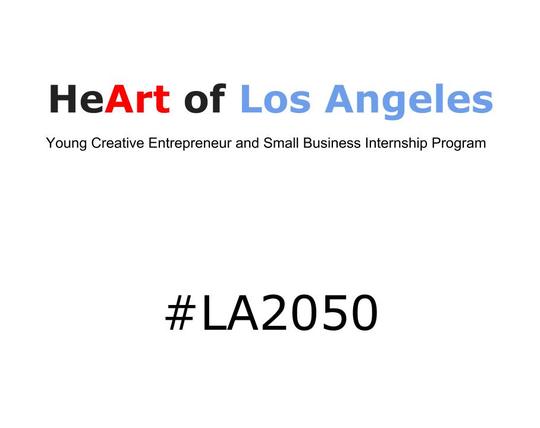 HeArt of Los Angeles
Young Creative Entrepreneur and Small Business Internship Program
#LA2050